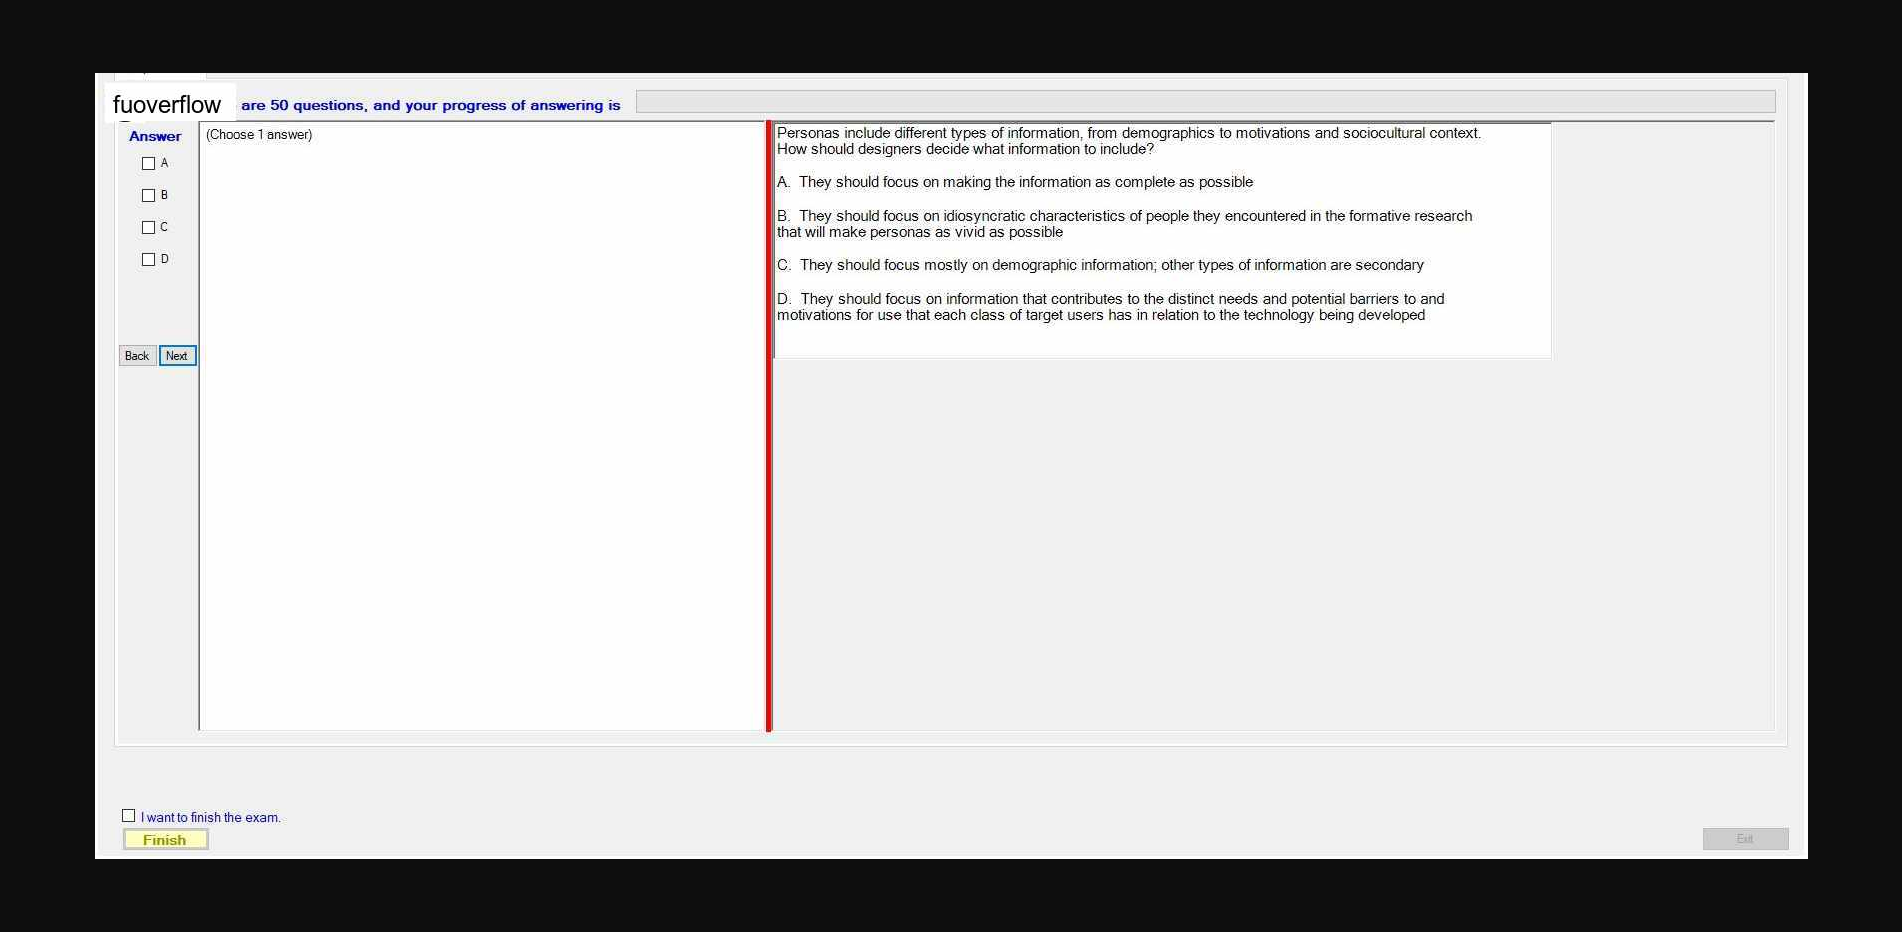 fuoverflow are 50 questions, and your progress of answering is
Answer
(Choose 1 answer)
A
B
C
D
Back Next
Personas include different types of information, from demographics to motivations and sociocultural context.
How should designers decide what information to include?
A. They should focus on making the information as complete as possible
B. They should focus on idiosyncratic characteristics of people they encountered in the formative research
that will make personas as vivid as possible
C. They should focus mostly on demographic information; other types of information are secondary
D. They should focus on information that contributes to the distinct needs and potential barriers to and
motivations for use that each class of target users has in relation to the technology being developed
I want to finish the exam.
Finish
Exit